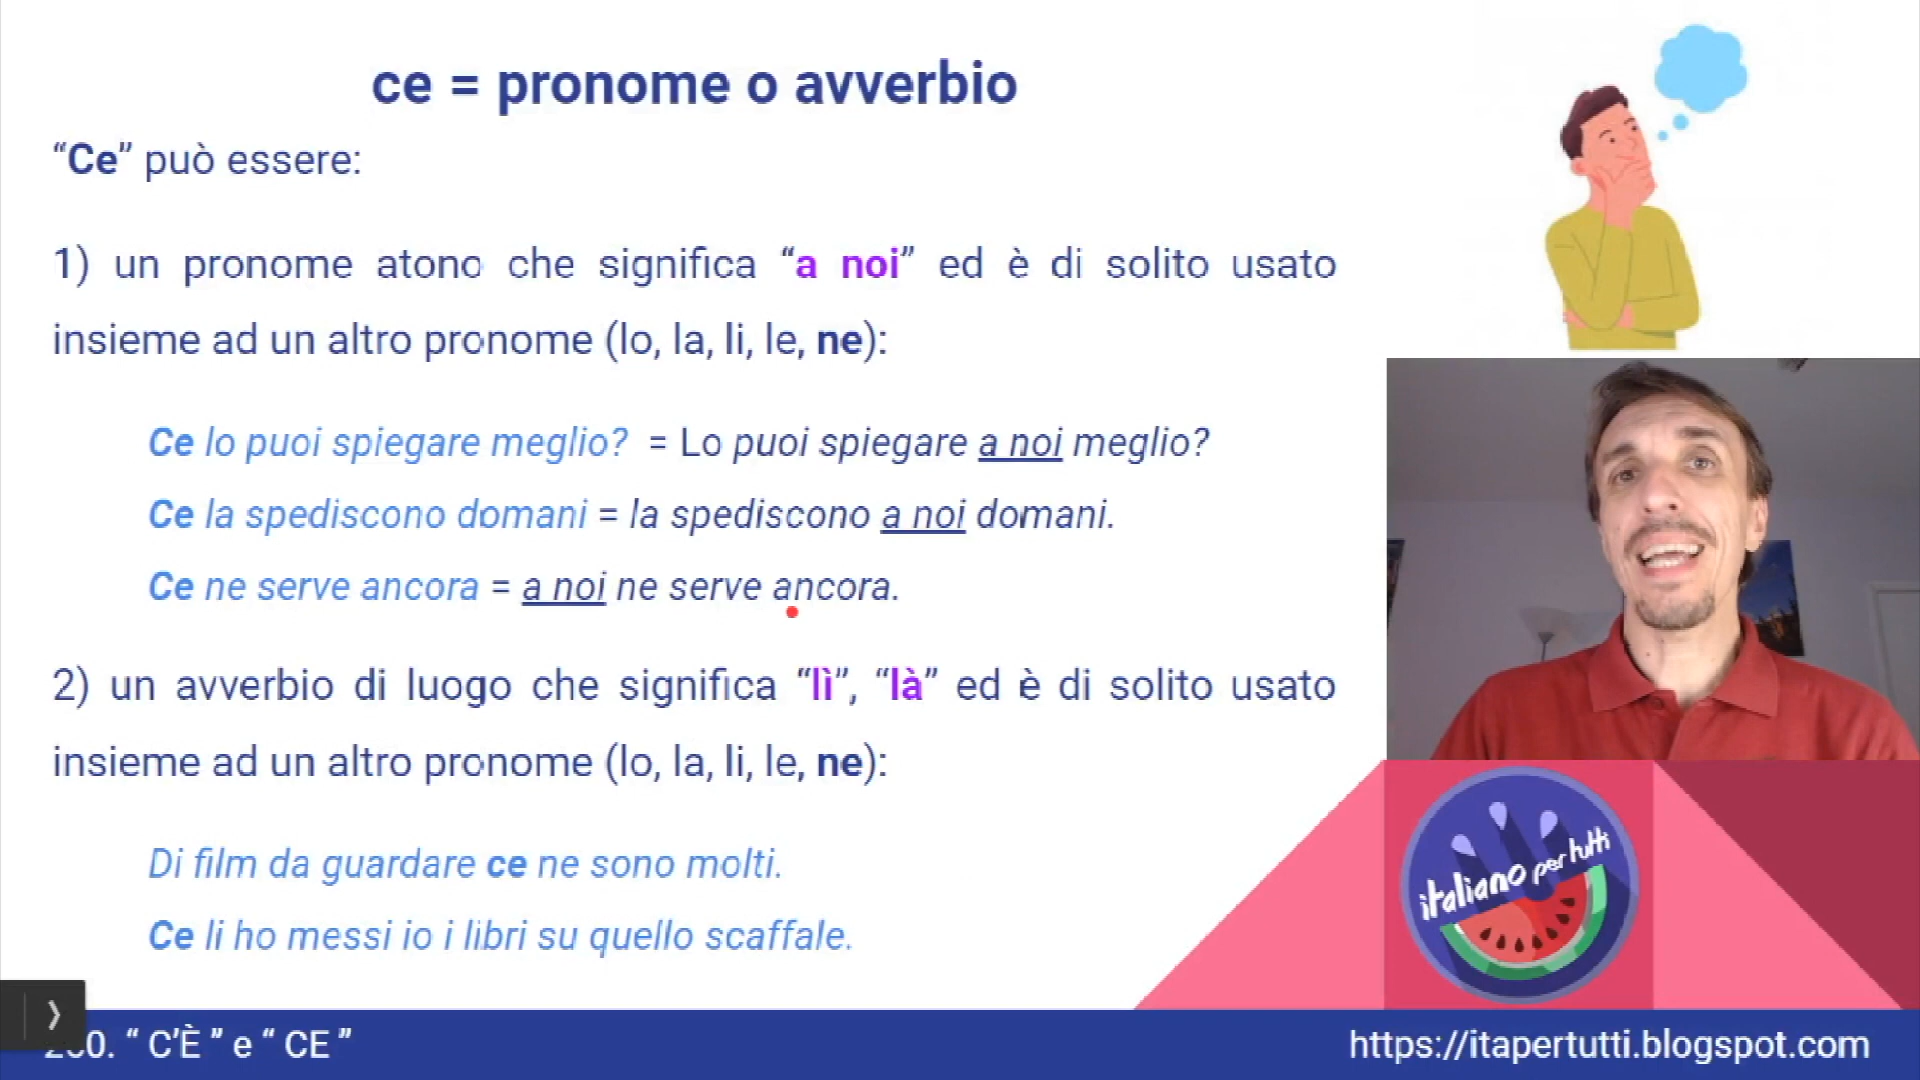 ce = pronome o avverbio
“Ce” può essere:
1) un pronome atono che significa “a noi” ed è di solito usato
insieme ad un altro pronome (lo, la, li, le, ne):
Ce lo puoi spiegare meglio? = Lo puoi spiegare a noi meglio?
Ce la spediscono domani = la spediscono a noi domani.
Ce ne serve ancora = a noi ne serve ancora.
2) un avverbio di luogo che significa “lì”, “là” ed è di solito usato
insieme ad un altro pronome (lo, la, li, le, ne):
Di film da guardare ce ne sono molti.
Ce li ho messi io i libri su quello scaffale.
italiano per tutti
“ C'È ” e “ CE ”
https://itapertutti.blogspot.com